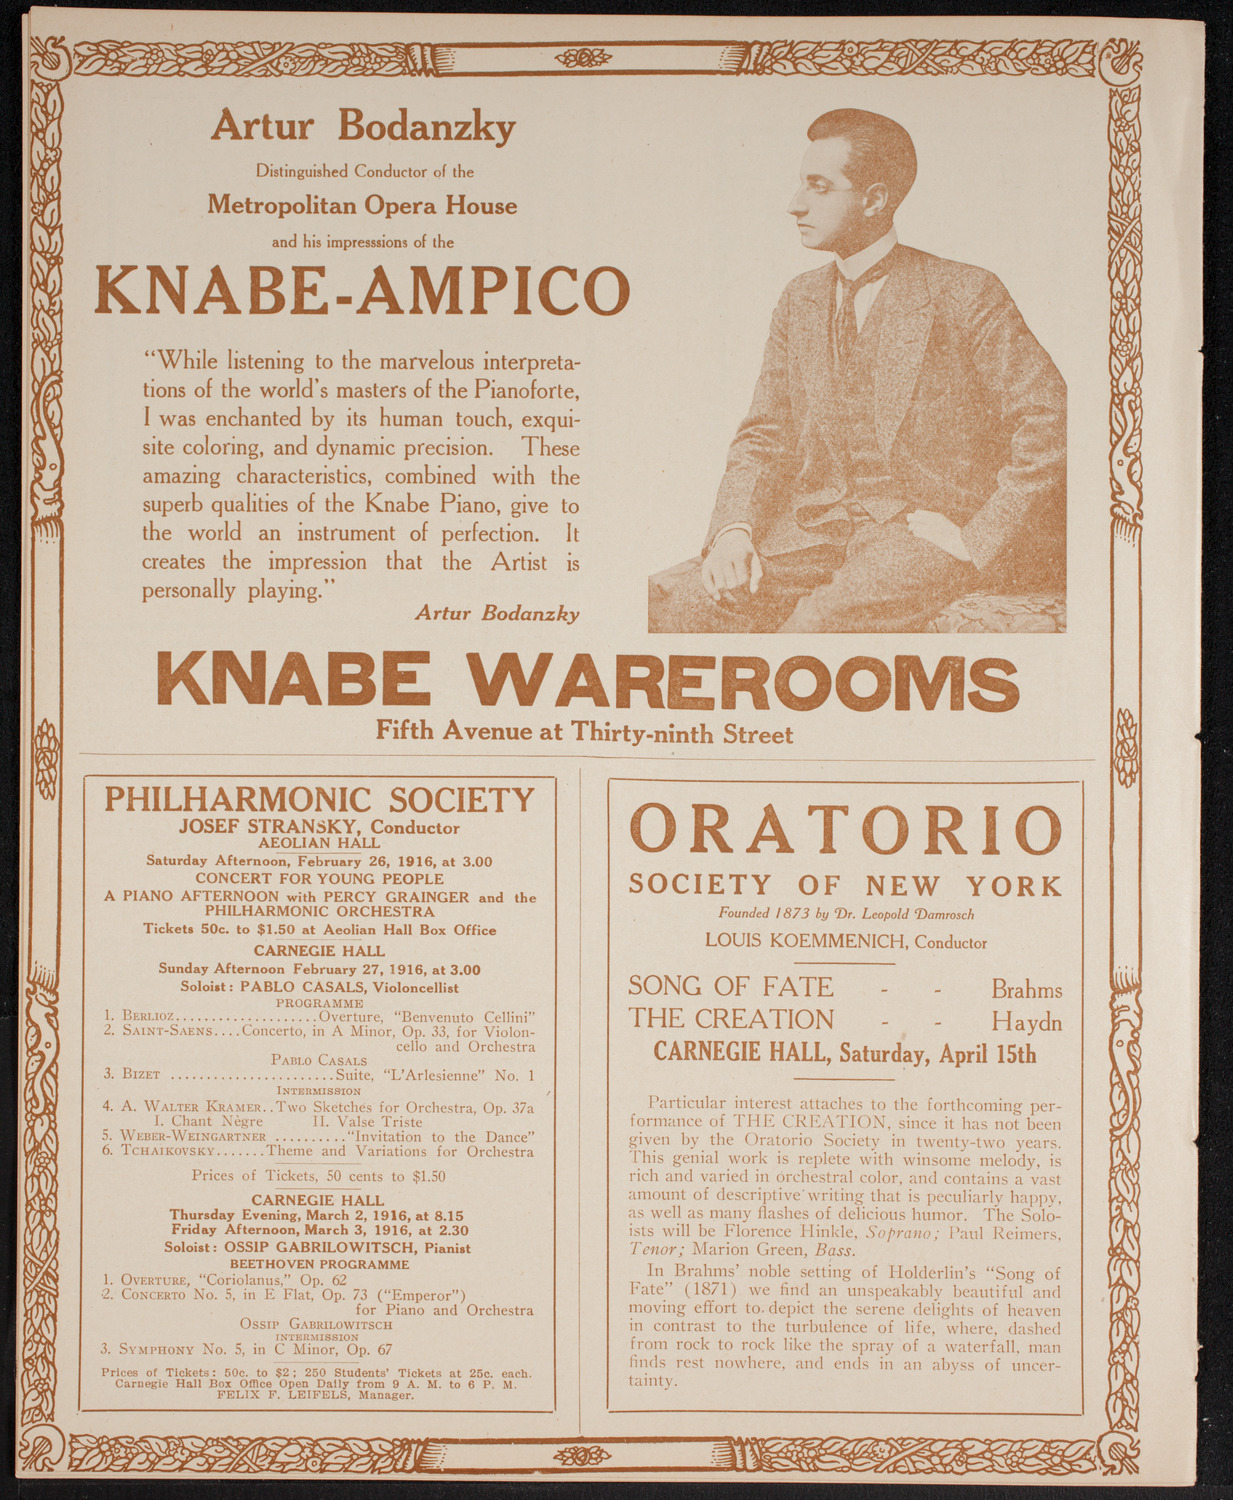 Artur Bodanzky
Distinguished Conductor of the
Metropolitan Opera House
and his impresssions of the
KNABE-AMPICO
“While listening to the marvelous interpreta-
tions of the world's masters of the Pianoforte,
I was enchanted by its human touch, exqui-
site coloring, and dynamic precision. These
amazing characteristics, combined with the
superb qualities of the Knabe Piano, give to
the world an instrument of perfection. It
creates the impression that the Artist is
personally playing.”
Artur Bodanzky
KNABE WAREROOMS
Fifth Avenue at Thirty-ninth Street
PHILHARMONIC SOCIETY
JOSEF STRANSKY, Conductor
AEOLIAN HALL
Saturday Afternoon, February 26, 1916, at 3.00
CONCERT FOR YOUNG PEOPLE
A PIANO AFTERNOON with PERCY GRAINGER and the
PHILHARMONIC ORCHESTRA
Tickets 50c. to $1.50 at Aeolian Hall Box Office
CARNEGIE HALL
Sunday Afternoon February 27, 1916, at 3.00
Soloist: PABLO CASALS, Violoncellist
PROGRAMME
1. BERLIOZ....................Overture, “Benvenuto Cellini”
2. SAINT-SAENS....Concerto, in A Minor, Op. 33, for Violon-
cello and Orchestra
PABLO CASALS
3. BIZET .......................Suite, “L'Arlesienne” No. 1
INTERMISSION
4. A. WALTER KRAMER..Two Sketches for Orchestra, Op. 37a
I. Chant Nègre II. Valse Triste
5. WEBER-WEINGARTNER ..........“Invitation to the Dance”
6. TCHAIKOVSKY.......Theme and Variations for Orchestra
Prices of Tickets, 50 cents to $1.50
CARNEGIE HALL
Thursday Evening, March 2, 1916, at 8.15
Friday Afternoon, March 3, 1916, at 2.30
Soloist: OSSIP GABRILOWITSCH, Pianist
BEETHOVEN PROGRAMME
1. OVERTURE, “Coriolanus,” Op. 62
2. CONCERTO No. 5, in E Flat, Op. 73 (“Emperor”)
for Piano and Orchestra
OSSIP GABRILOWITSCH
INTERMISSION
3. SYMPHONY No. 5, in C Minor, Op. 67
Prices of Tickets: 50c. to $2; 250 Students' Tickets at 25c. each.
Carnegie Hall Box Office Open Daily from 9 A. M. to 6 P. M.
FELIX F. LEIFELS, Manager.
ORATORIO
SOCIETY OF NEW YORK
Founded 1873 by Dr. Leopold Damrosch
LOUIS KOEMMENICH, Conductor
SONG OF FATE - - Brahms
THE CREATION - - Haydn
CARNEGIE HALL, Saturday, April 15th
Particular interest attaches to the forthcoming per-
formance of THE CREATION, since it has not been
given by the Oratorio Society in twenty-two years.
This genial work is replete with winsome melody, is
rich and varied in orchestral color, and contains a vast
amount of descriptive writing that is peculiarly happy,
as well as many flashes of delicious humor. The Solo-
ists will be Florence Hinkle, Soprano; Paul Reimers,
Tenor; Marion Green, Bass.
In Brahms' noble setting of Holderlin's “Song of
Fate” (1871) we find an unspeakably beautiful and
moving effort to depict the serene delights of heaven
in contrast to the turbulence of life, where, dashed
from rock to rock like the spray of a waterfall, man
finds rest nowhere, and ends in an abyss of uncer-
tainty.